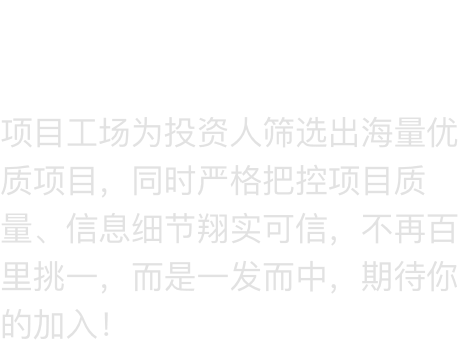 项目工场为投资人筛选出海量优
质项目，同时严格把控项目质
量、信息细节翔实可信，不再百
里挑一，而是一发而中，期待你
的加入！